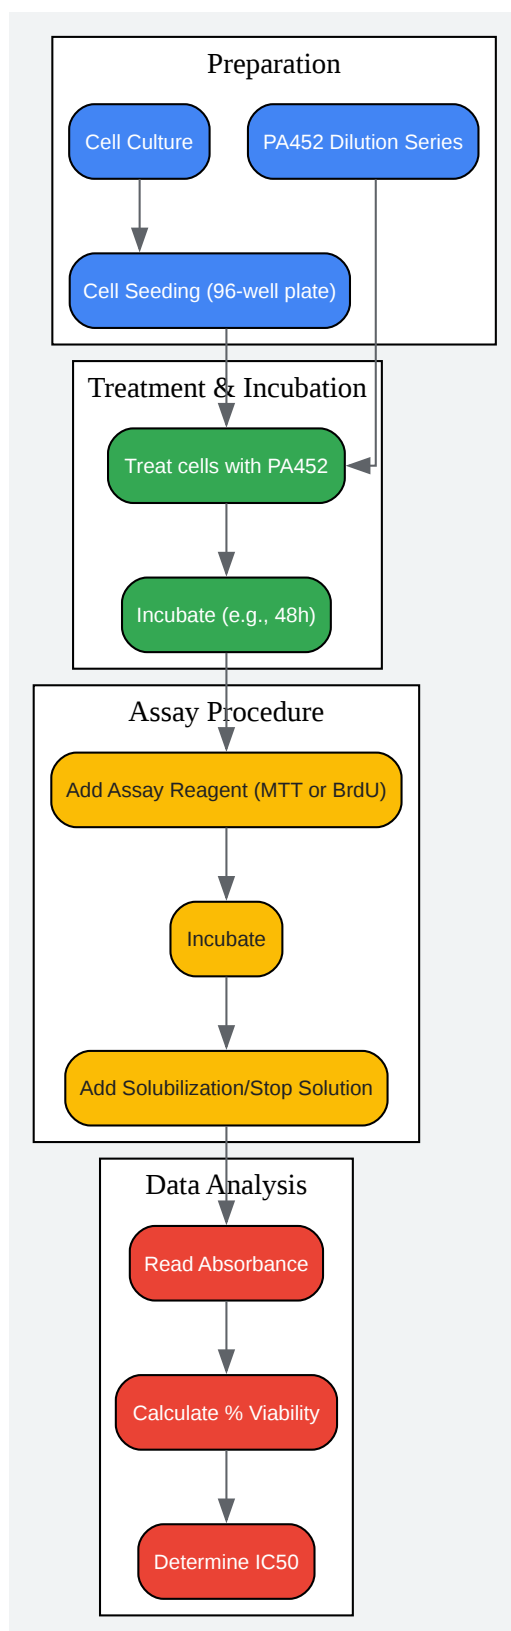 Preparation
Cell Culture
PA452 Dilution Series
Cell Seeding (96-well plate)
Treatment & Incubation
Treat cells with PA452
Incubate (e.g., 48h)
Assay Procedure
Add Assay Reagent (MTT or BrdU)
Incubate
Add Solubilization/Stop Solution
Data Analysis
Read Absorbance
Calculate % Viability
Determine IC50